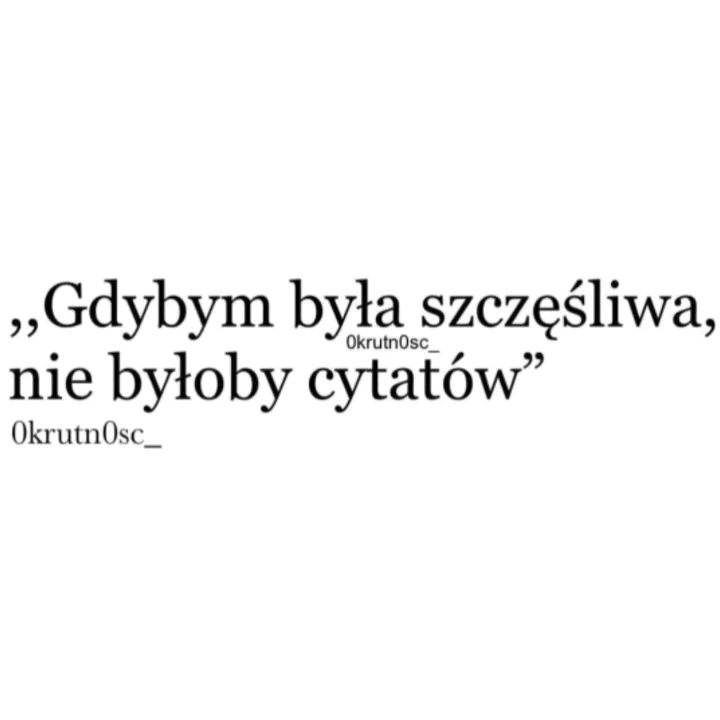 ,,Gdybym była szczęśliwa,
0krutn0sc_
nie byłoby cytatów”
0krutn0sc_